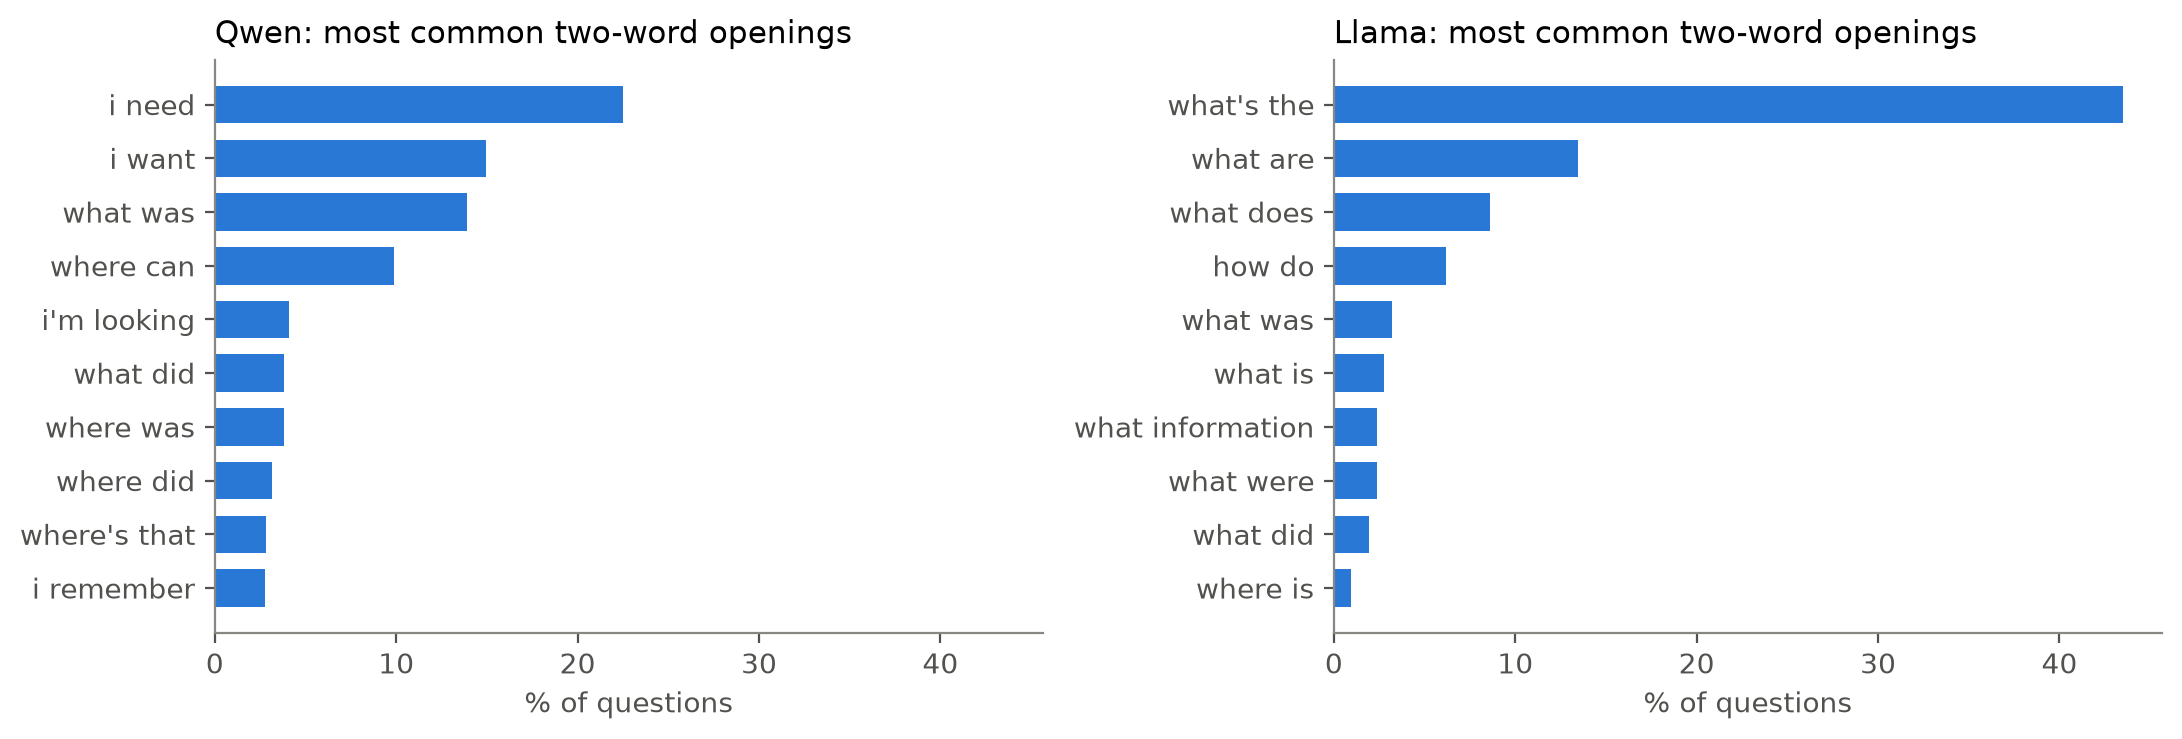 Qwen: most common two-word openings
i need
i want
what was
where can
i'm looking
what did
where was
where did
where's that
i remember
0 10 20 30 40
% of questions
Llama: most common two-word openings
what's the
what are
what does
how do
what was
what is
what information
what were
what did
where is
0 10 20 30 40
% of questions